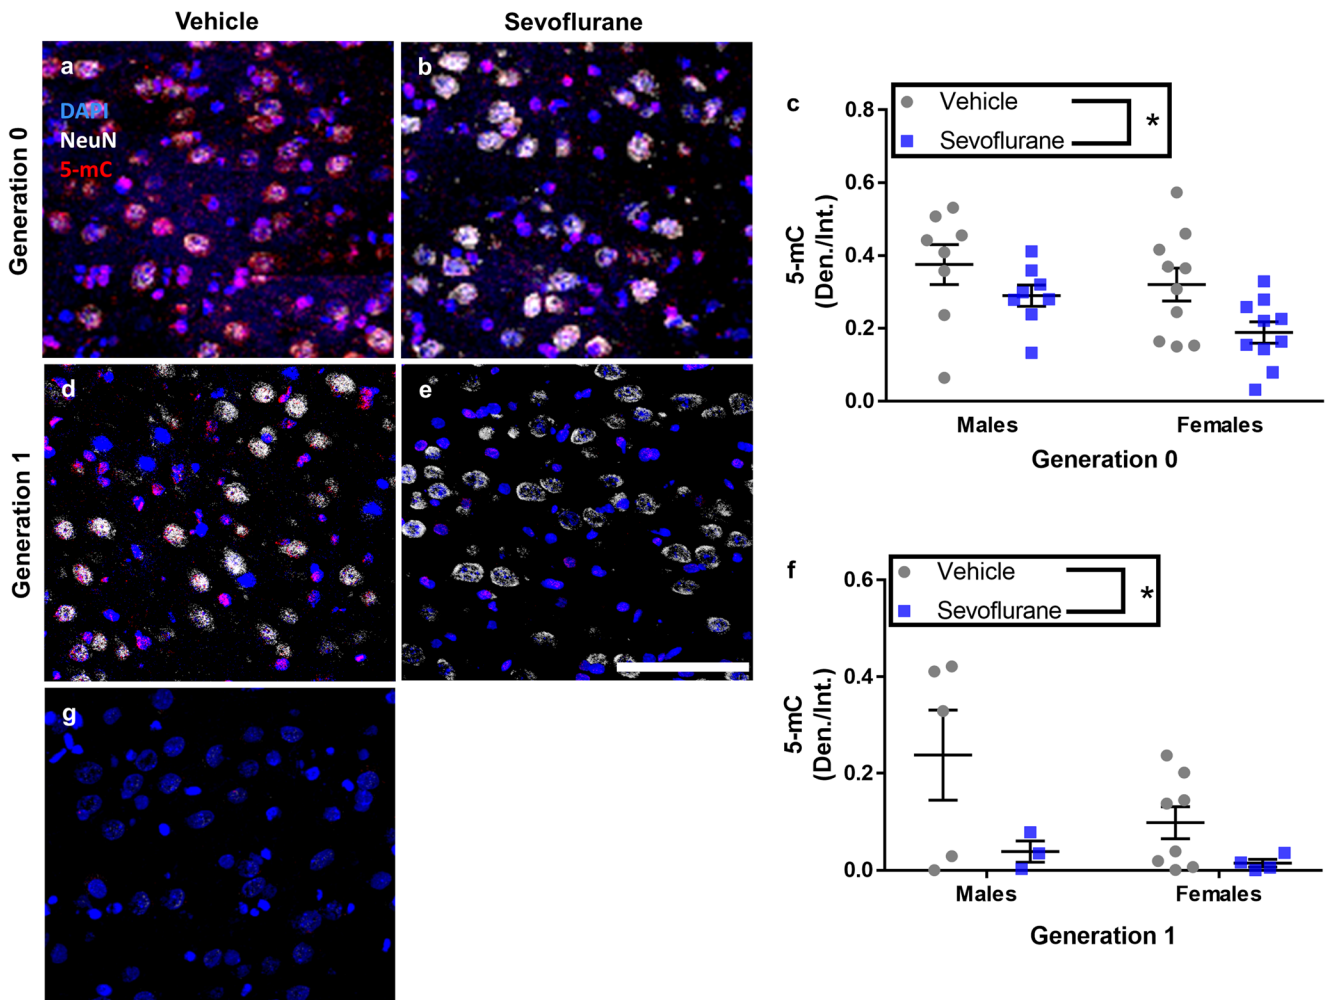 Vehicle
Sevoflurane
Generation 0
a
DAPI
NeuN
5-mC
b
c
Vehicle
Sevoflurane
*
0.8
0.6
0.4
0.2
0.0
5-mC
(Den./Int.)
Males
Females
Generation 0
Generation 1
d
e
f
Vehicle
Sevoflurane
*
0.6
0.4
0.2
0.0
5-mC
(Den./Int.)
Males
Females
Generation 1
g